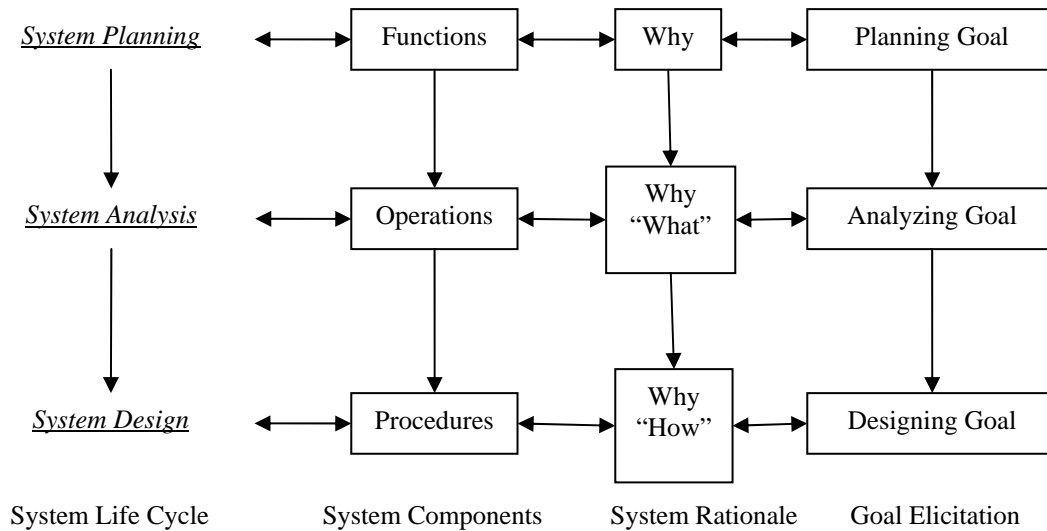 System Planning
Functions
Why
Planning Goal
System Analysis
Operations
Why
“What”
Analyzing Goal
System Design
Procedures
Why
“How”
Designing Goal
System Life Cycle
System Components
System Rationale
Goal Elicitation